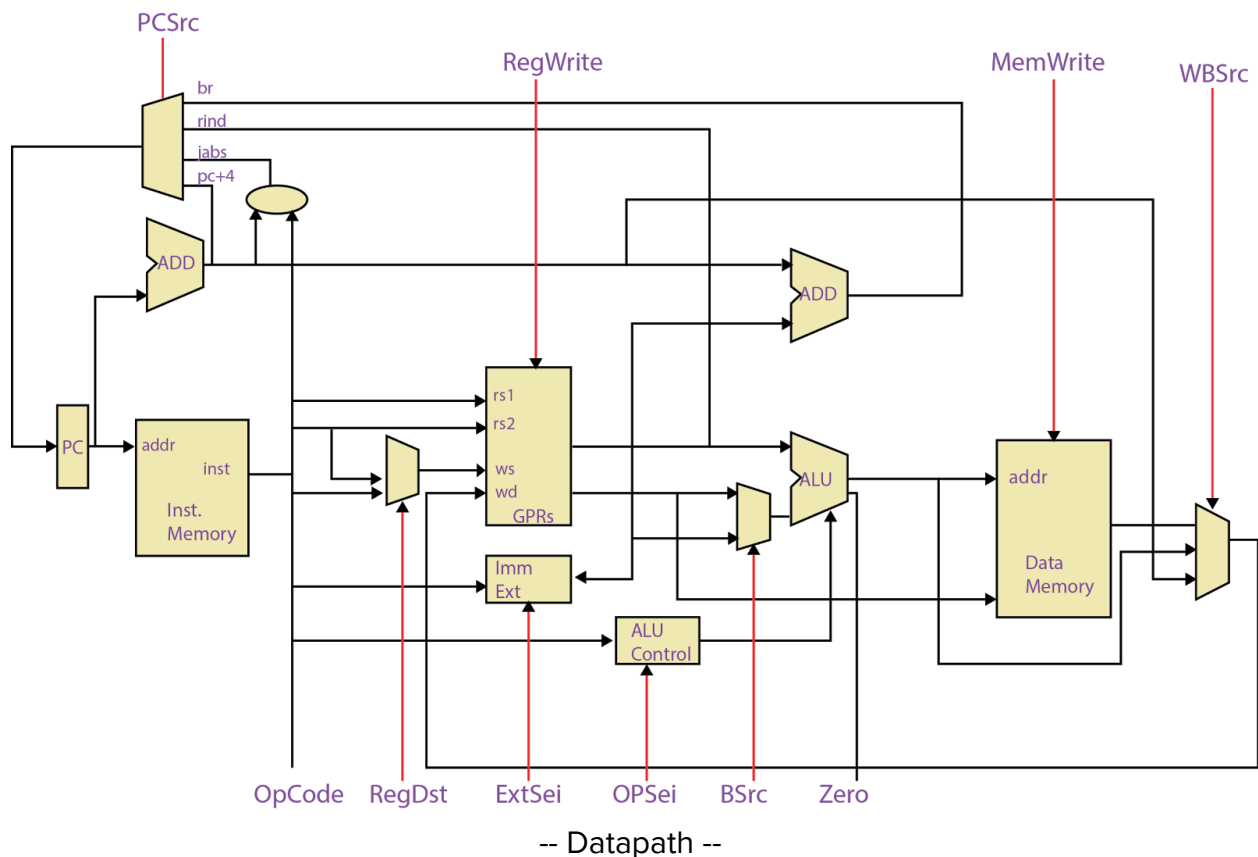 PCSrc
RegWrite
MemWrite
WBSrc
br
rind
jabs
pc+4
ADD
ADD
rs1
rs2
ws
wd
GPRs
PC
addr
inst
Inst.
Memory
ALU
addr
Data
Memory
Imm
Ext
ALU
Control
OpCode
RegDst
ExtSei
OPSei
BSrc
Zero
-- Datapath --